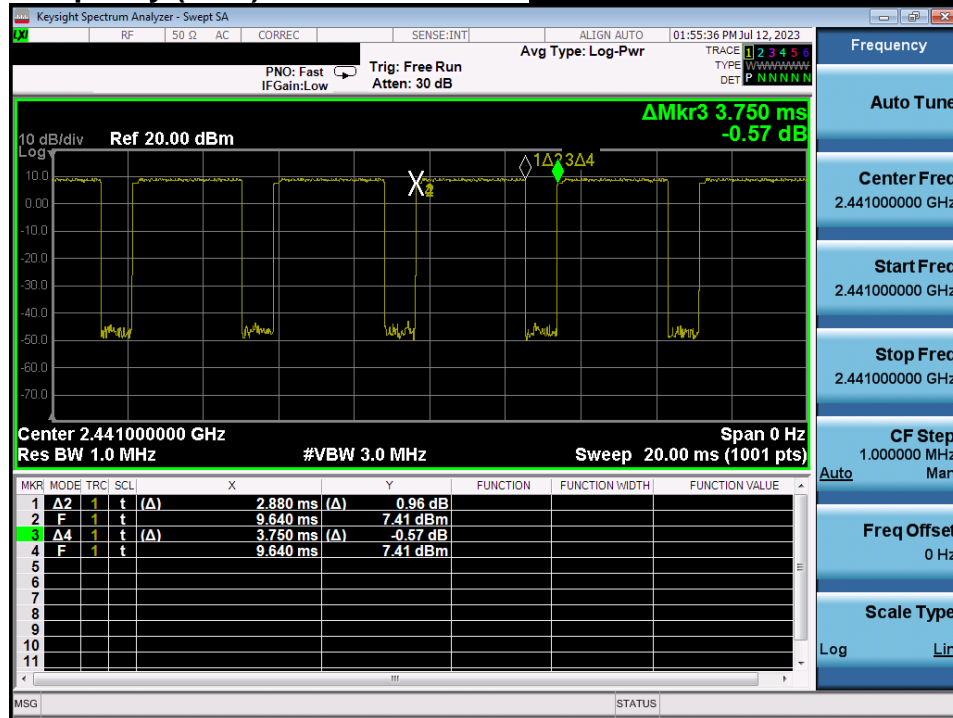 Keysight Spectrum Analyzer - Swept SA
LXI RF 50 Ω AC CORREC SENSE:INT ALIGN AUTO 01:55:36 PM Jul 12, 2023
Frequency
Avg Type: Log-Pwr TRACE 1 2 3 4 5 6
PNO: Fast Trig: Free Run TYPE WWWWWW
IFGain:Low Atten: 30 dB DET P N N N N N
Auto Tune
ΔMkr3 3.750 ms
10 dB/div Ref 20.00 dBm -0.57 dB
Log
1Δ2 3Δ4
10.0
2
0.00
-10.0
-20.0
-30.0
-40.0
-50.0
-60.0
-70.0
Center Freq
2.441000000 GHz
Start Freq
2.441000000 GHz
Stop Freq
2.441000000 GHz
Center 2.441000000 GHz Span 0 Hz
Res BW 1.0 MHz #VBW 3.0 MHz Sweep 20.00 ms (1001 pts)
CF Step
1.000000 MHz
Auto Man
MKR MODE TRC SCL X Y FUNCTION FUNCTION WIDTH FUNCTION VALUE
1 Δ2 1 t (Δ) 2.880 ms (Δ) 0.96 dB
2 F 1 t 9.640 ms 7.41 dBm
3 Δ4 1 t (Δ) 3.750 ms (Δ) -0.57 dB
4 F 1 t 9.640 ms 7.41 dBm
5
6
7
8
9
10
11
Freq Offset
0 Hz
Scale Type
Log Lin
MSG STATUS